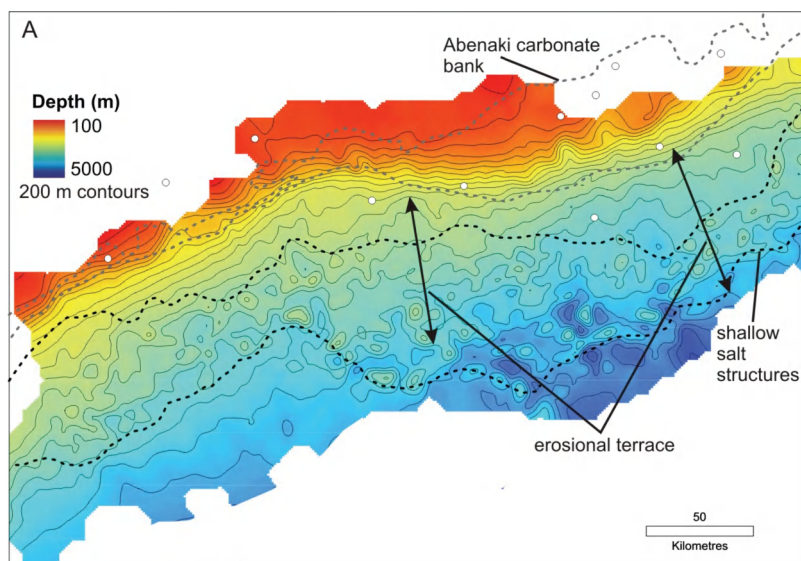 A
Abenaki carbonate
bank
Depth (m)
100
5000
200 m contours
shallow
salt
structures
erosional terrace
50
Kilometres